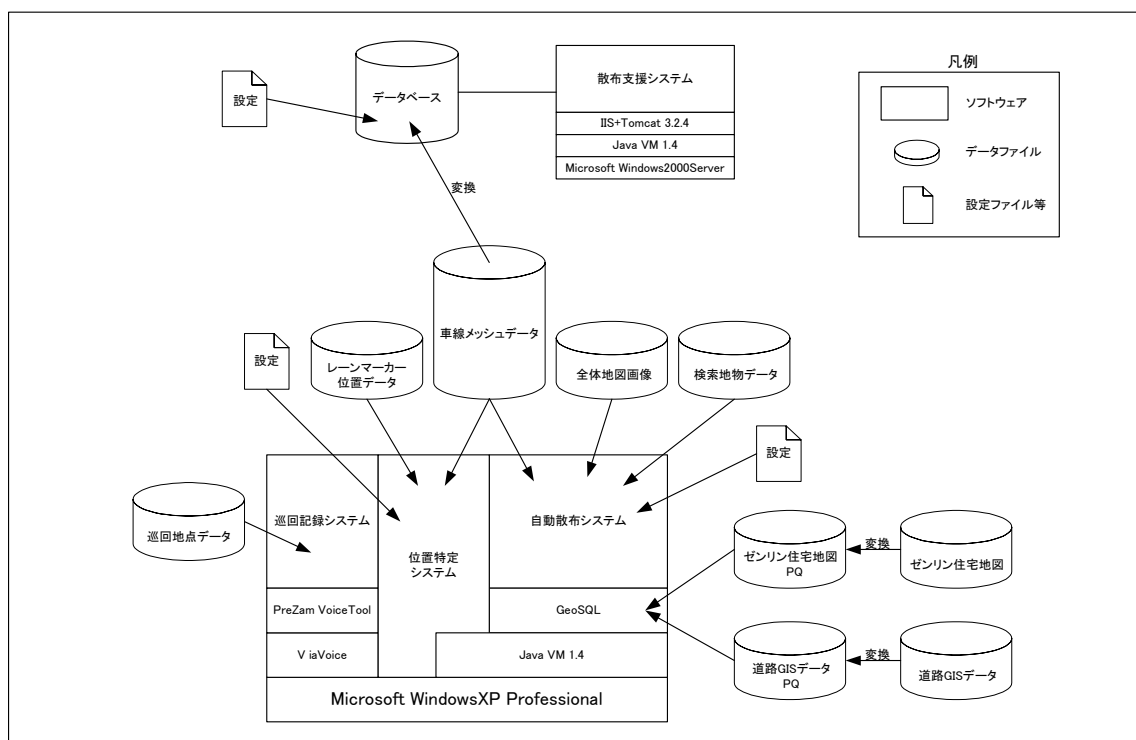 凡例
散布支援システム
データベース
設定
ソフトウェア
IIS+Tomcat 3.2.4
Java VM 1.4
Microsoft Windows2000Server
データファイル
変換
設定ファイル等
車線メッシュデータ
設定
レーンマーカー
位置データ
全体地図画像
検索地物データ
設定
巡回地点データ
巡回記録システム
位置特定
システム
自動散布システム
ゼンリン住宅地図
PQ
変換
ゼンリン住宅地図
PreZam VoiceTool
GeoSQL
ViaVoice
Java VM 1.4
道路GISデータ
PQ
変換
道路GISデータ
Microsoft WindowsXP Professional